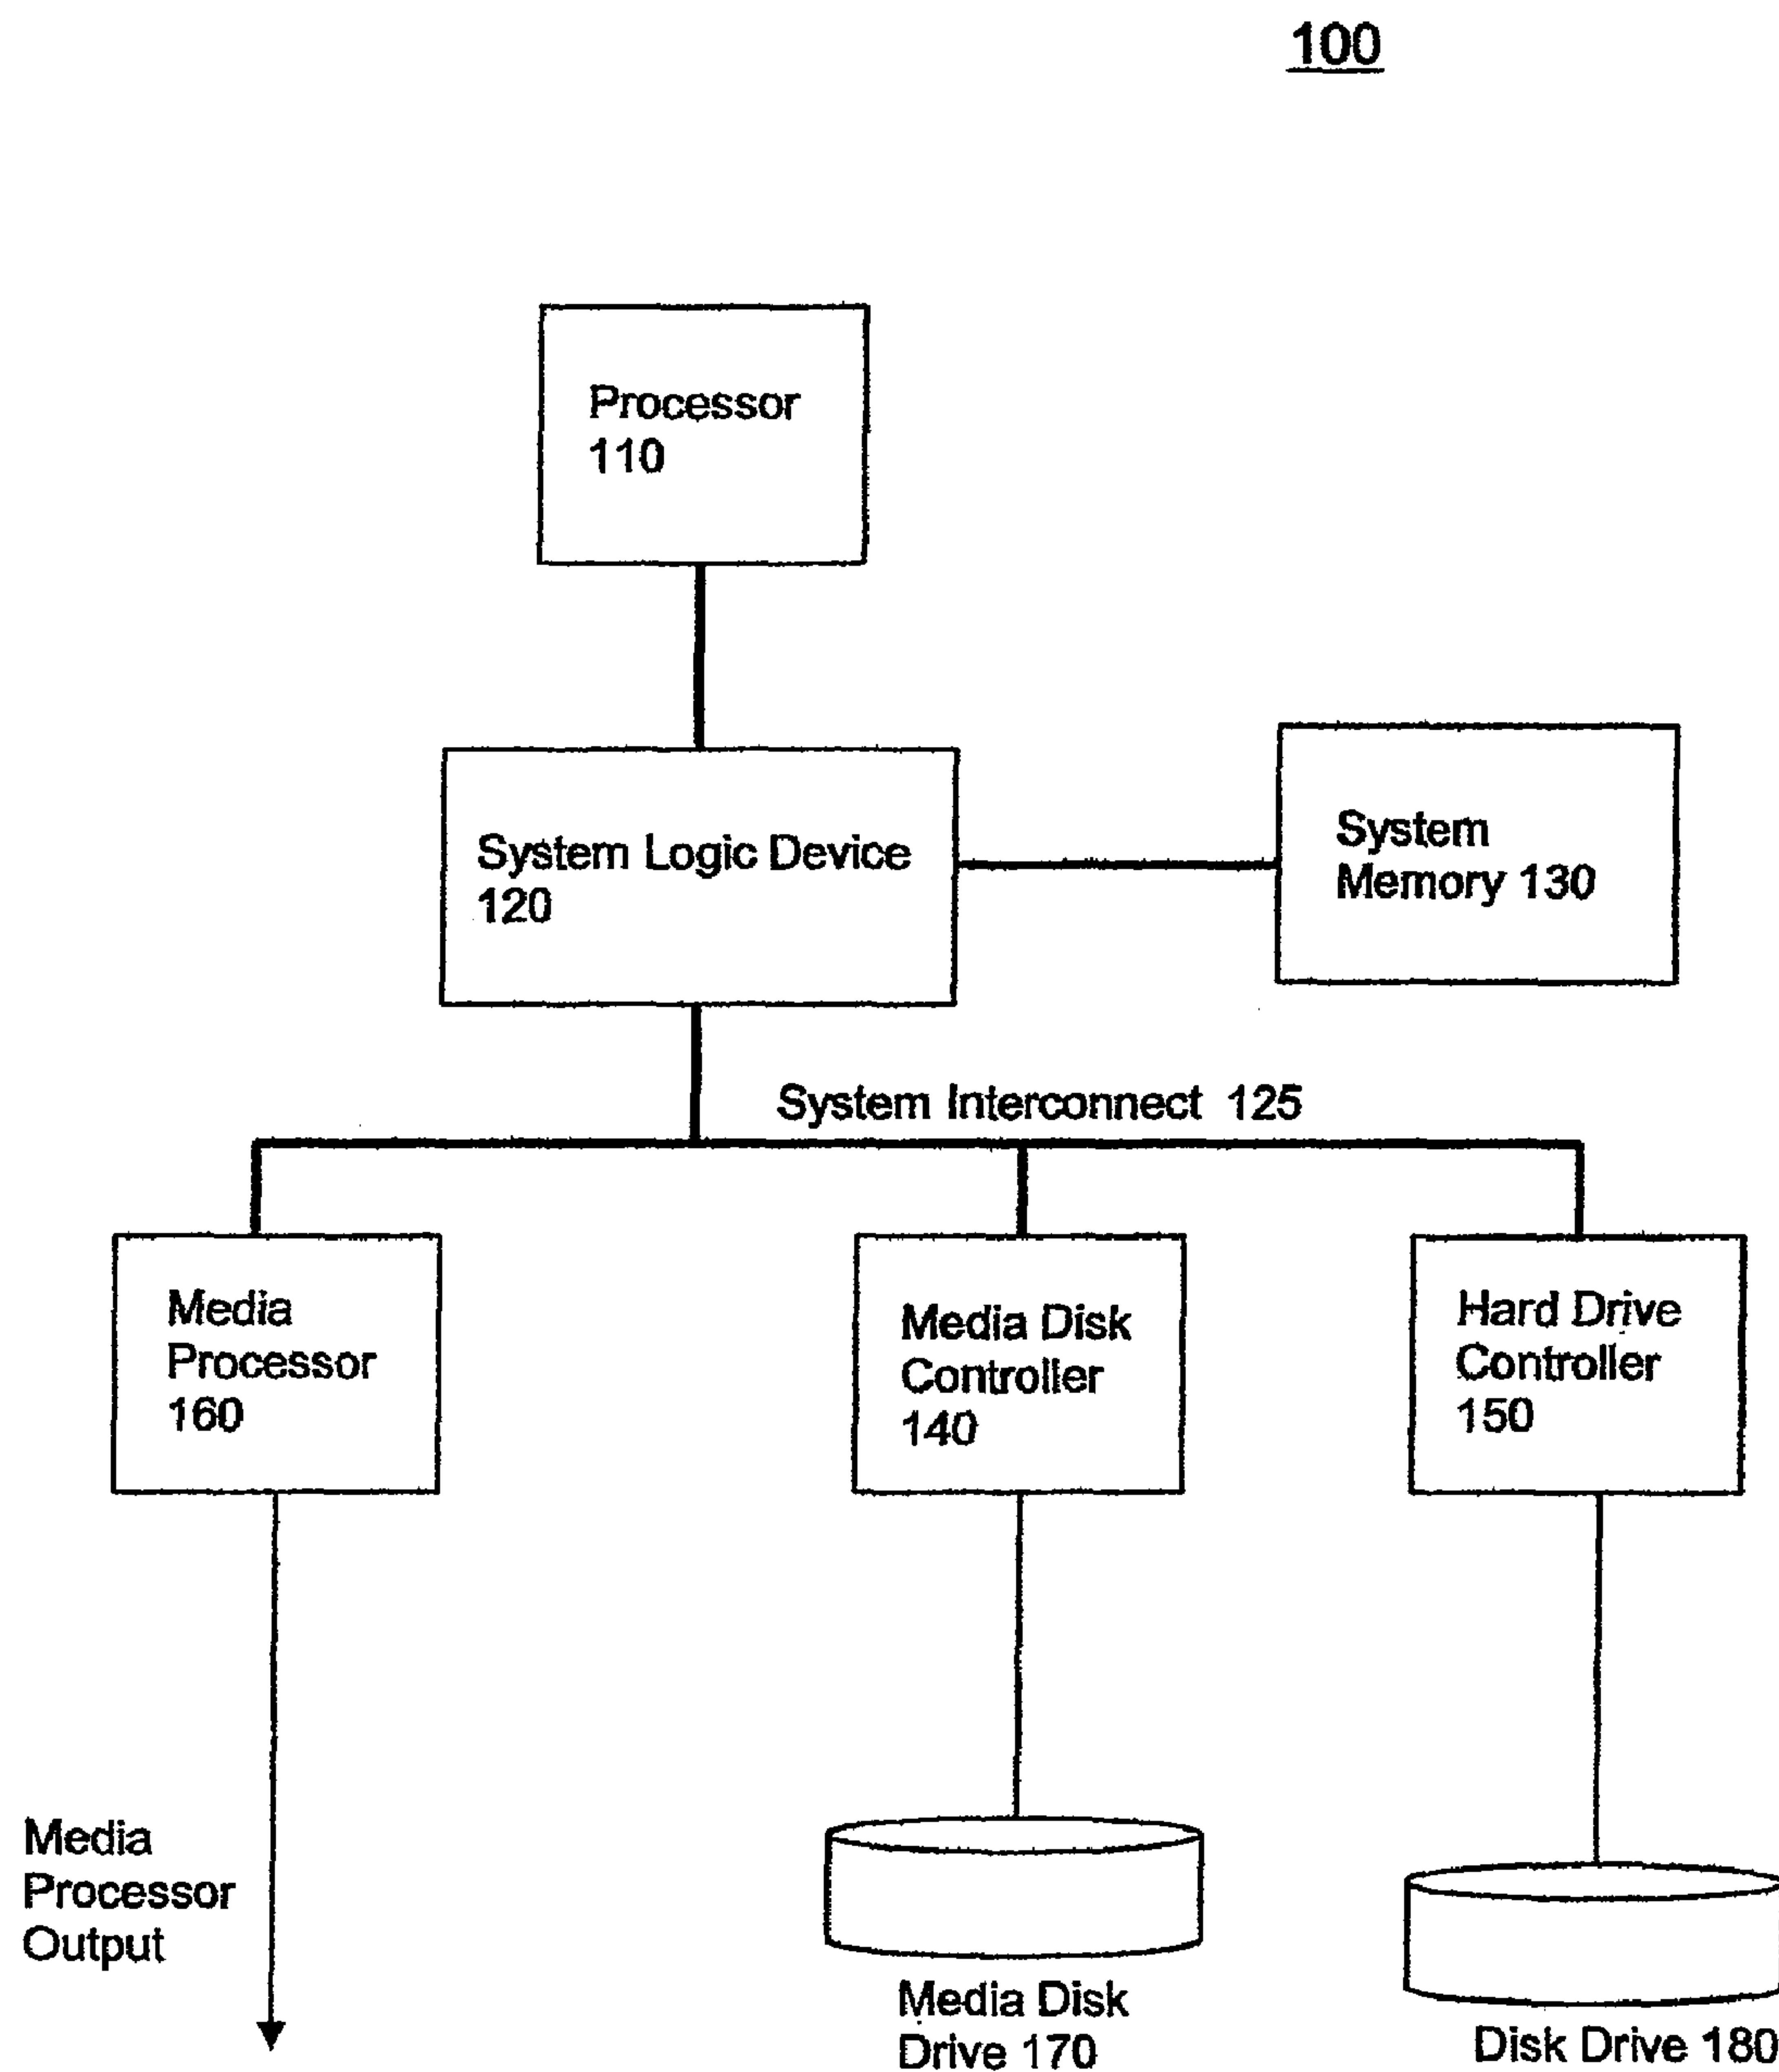 100
Processor
110
System Logic Device
120
System
Memory 130
System Interconnect 125
Media
Processor
160
Media Disk
Controller
140
Hard Drive
Controller
150
Media
Processor
Output
Media Disk
Drive 170
Disk Drive 180